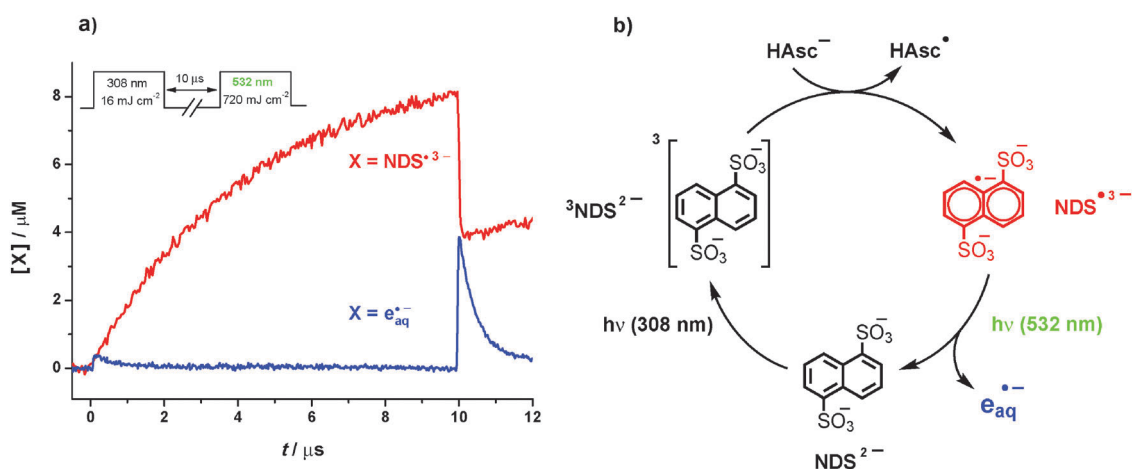 a)
308 nm
16 mJ cm⁻²
10 μs
532 nm
720 mJ cm⁻²
X = NDS•³⁻
X = e•⁻aq
[X] / μM
8
6
4
2
0
0 2 4 6 8 10 12
t / μs
b)
HAsc⁻
HAsc•
³NDS²⁻
3
SO₃⁻
SO₃⁻
•−
SO₃⁻
SO₃⁻
NDS•³⁻
hν (308 nm)
hν (532 nm)
SO₃⁻
SO₃⁻
e•⁻aq
NDS²⁻